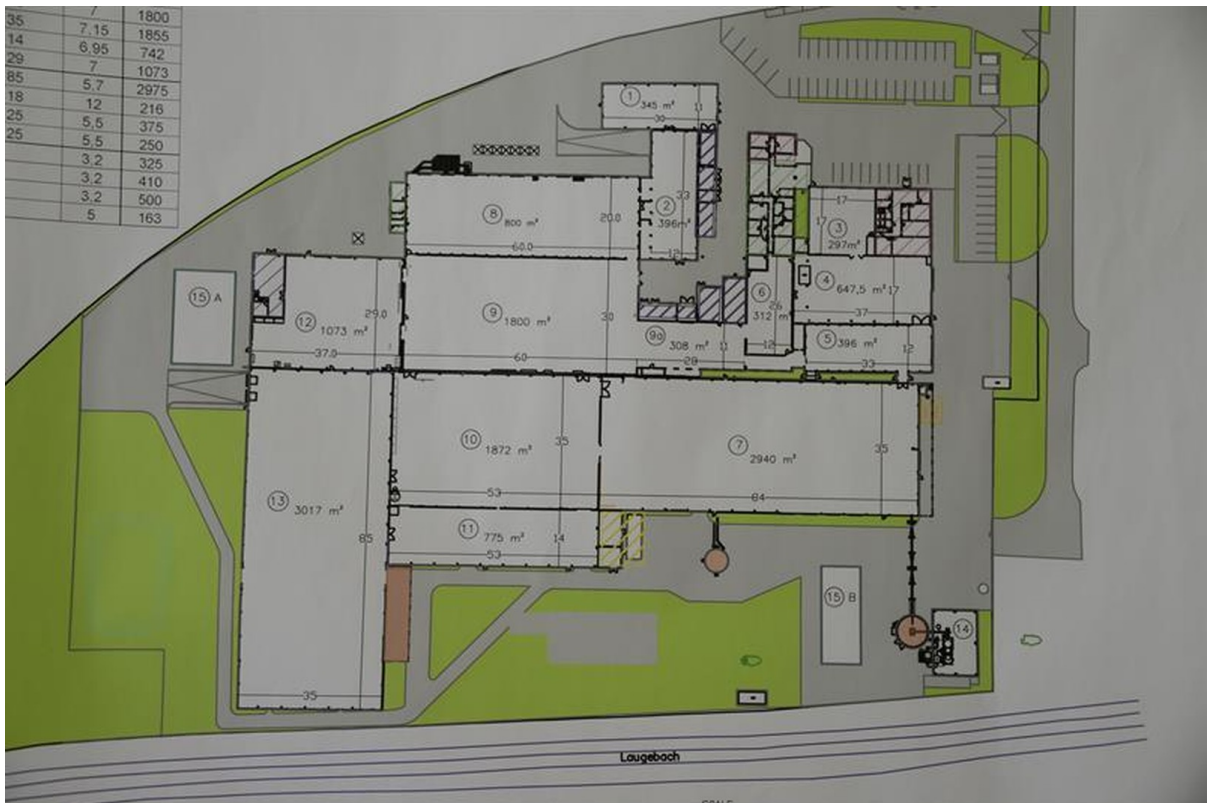 7 1800
35 7,15 1855
14 6,95 742
29 7 1073
85 5,7 2975
18 12 216
25 5,5 375
25 5,5 250
3,2 325
3,2 410
3,2 500
5 163
1 345 m² 11
30
2 396m² 33
12
8 800 m² 20.0
60.0
17
3 297m² 17
4 647,5 m² 17
37
6 312 m² 26
12
5 396 m² 12
33
15 A
12 1073 m² 29.0
37.0
9 1800 m² 30
60
9a 308 m² 11
28
10 1872 m² 35
53
7 2940 m² 35
84
13 3017 m² 85
35
11 775 m² 14
53
15 B
14
Laugebach